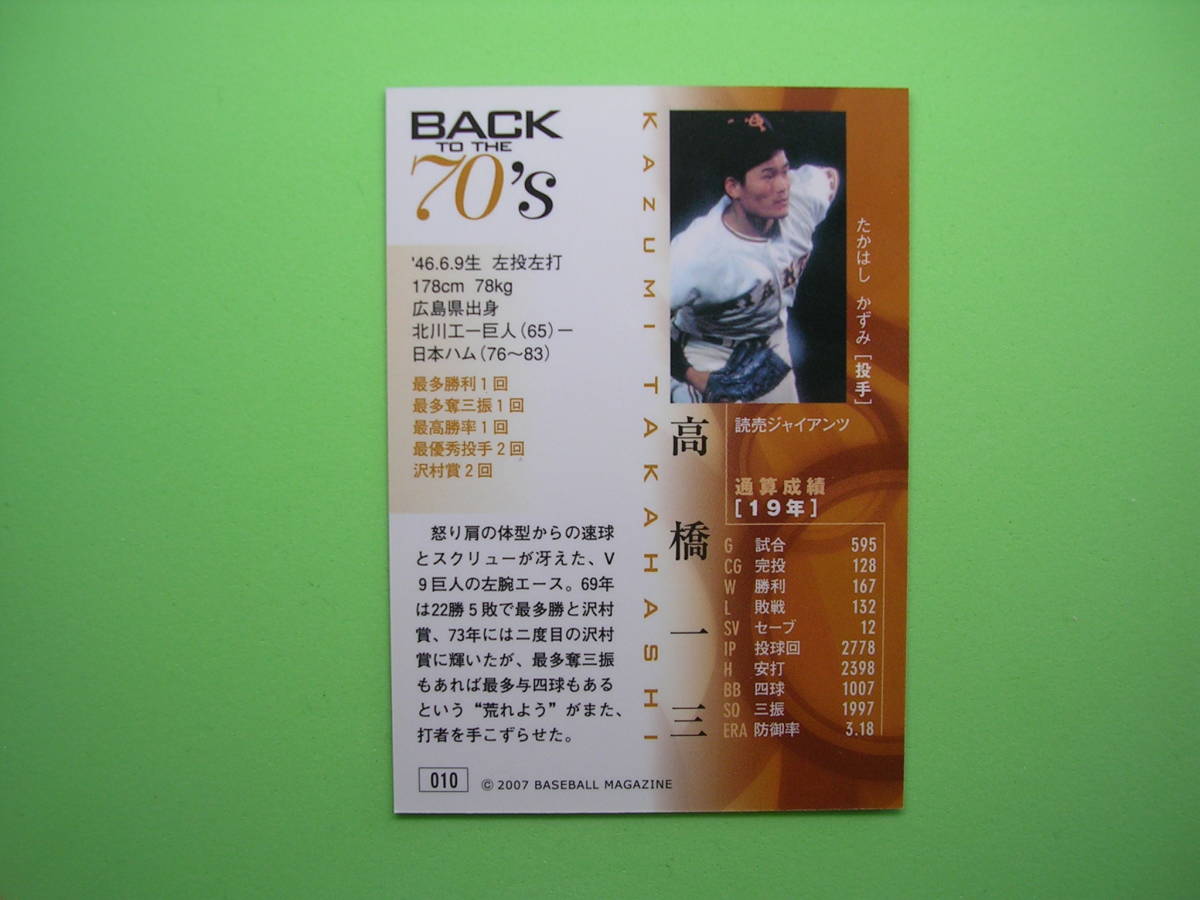 BACK
TO THE
70's
'46.6.9生 左投左打
178cm 78kg
広島県出身
北川工ー巨人(65)ー
日本ハム(76〜83)
最多勝利1回
最多奪三振1回
最高勝率1回
最優秀投手2回
沢村賞2回
怒り肩の体型からの速球
とスクリューが冴えた、V
9巨人の左腕エース。69年
は22勝5敗で最多勝と沢村
賞、73年には二度目の沢村
賞に輝いたが、最多奪三振
もあれば最多与四球もある
という“荒れよう”がまた、
打者を手こずらせた。
010 © 2007 BASEBALL MAGAZINE
KAZUMI TAKAHASHI
GIANTS
たかはし かずみ [投手]
高橋一三
読売ジャイアンツ
通算成績
[19年]
G 試合 595
CG 完投 128
W 勝利 167
L 敗戦 132
SV セーブ 12
IP 投球回 2778
H 安打 2398
BB 四球 1007
SO 三振 1997
ERA 防御率 3.18